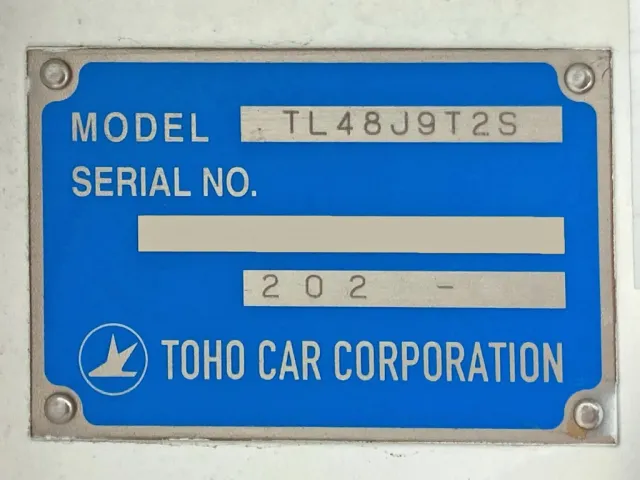 MODEL TL48J9T2S
SERIAL NO.
202 -
TOHO CAR CORPORATION